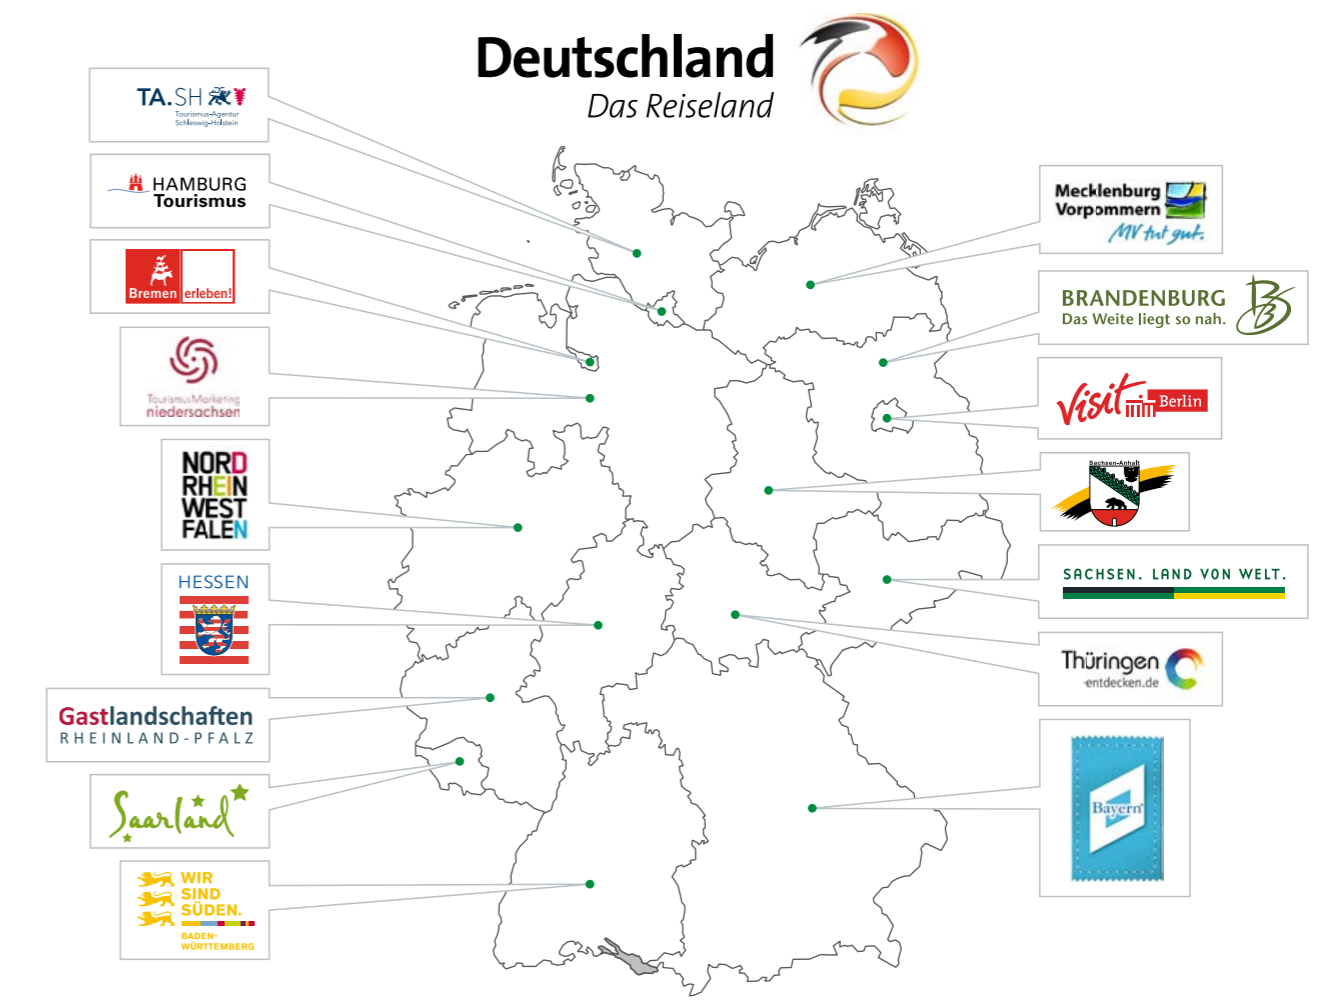 Deutschland
Das Reiseland
TA.SH
Tourismus-Agentur
Schleswig-Holstein
HAMBURG
Tourismus
Bremen erleben!
TourismusMarketing
niedersachsen
NORD
RHEIN
WEST
FALEN
HESSEN
Gastlandschaften
RHEINLAND-PFALZ
Saarland
WIR
SIND
SÜDEN.
BADEN-
WÜRTTEMBERG
Mecklenburg
Vorpommern
MV tut gut.
BRANDENBURG
Das Weite liegt so nah.
visit Berlin
Sachsen-Anhalt
SACHSEN. LAND VON WELT.
Thüringen
-entdecken.de
Bayern®